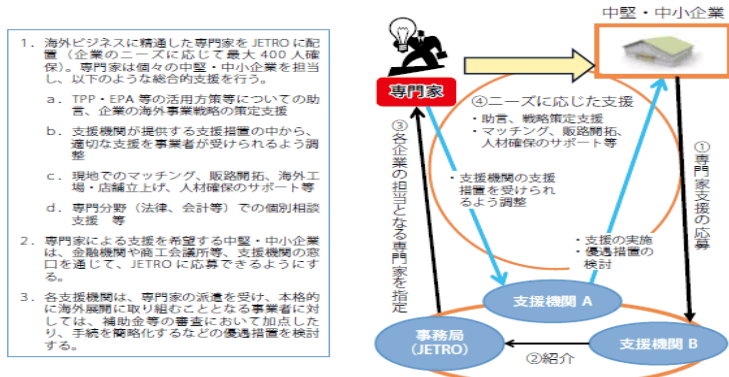 1. 海外ビジネスに精通した専門家をJETROに配
置（企業のニーズに応じて最大400人確
保）。専門家は個々の中堅・中小企業を担当
し、以下のような総合的支援を行う。
a. TPP・EPA等の活用方策等についての助
言、企業の海外事業戦略の策定支援
b. 支援機関が提供する支援措置の中から、
適切な支援を事業者が受けられるよう調
整
c. 現地でのマッチング、販路開拓、海外工
場・店舗立上げ、人材確保のサポート等
d. 専門分野（法律、会計等）での個別相談
支援 等
2. 専門家による支援を希望する中堅・中小企業
は、金融機関や商工会議所等、支援機関の窓
口を通じて、JETROに応募できるようにす
る。
3. 各支援機関は、専門家の派遣を受け、本格的
に海外展開に取り組むこととなる事業者に対
しては、補助金等の審査において加点した
り、手続を簡略化するなどの優遇措置を検討
する。
中堅・中小企業
専門家
④ニーズに応じた支援
・助言、戦略策定支援
・マッチング、販路開拓、
人材確保のサポート等
③各企業の担当となる専門家を指定
①専門家支援の応募
・支援機関の支援
措置を受けられ
るよう調整
・支援の実施
・優遇措置の
検討
支援機関A
事務局
（JETRO）
支援機関B
②紹介